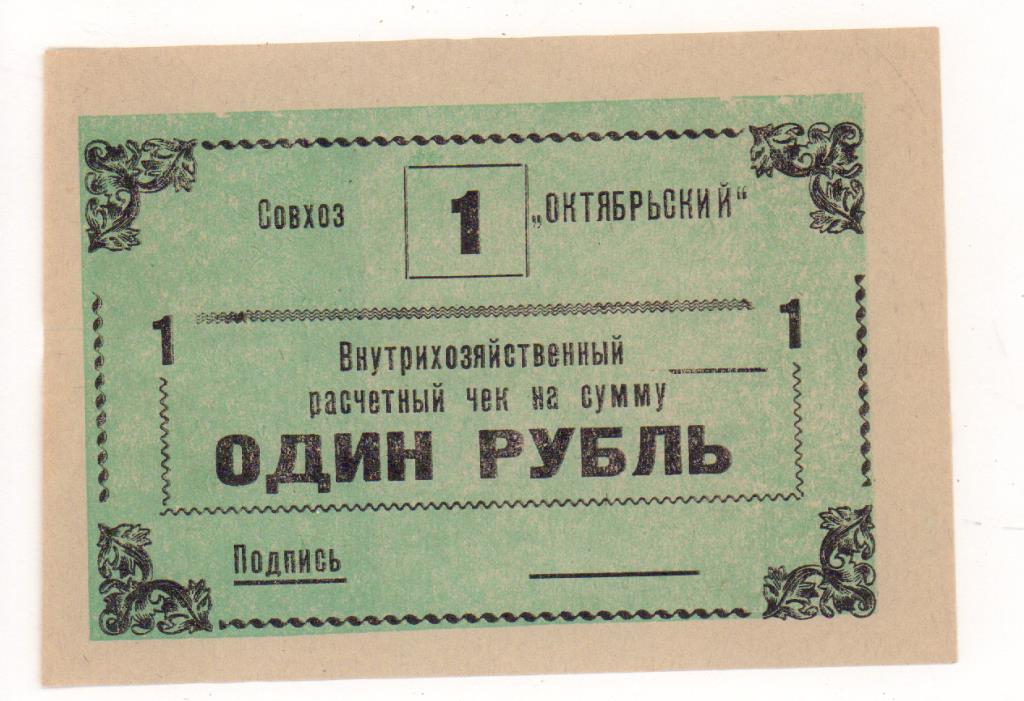 Совхоз 1 „ОКТЯБРЬСКИЙ“
1 1
Внутрихозяйственный
расчетный чек на сумму
ОДИН РУБЛЬ
Подпись